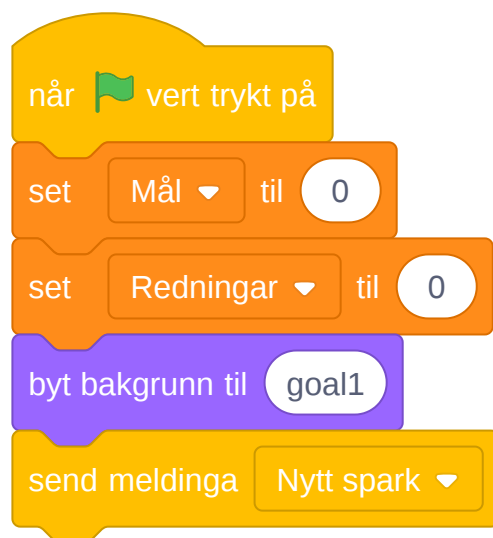 når vert trykt på
set Mål til 0
set Redningar til 0
byt bakgrunn til goal1
send meldinga Nytt spark